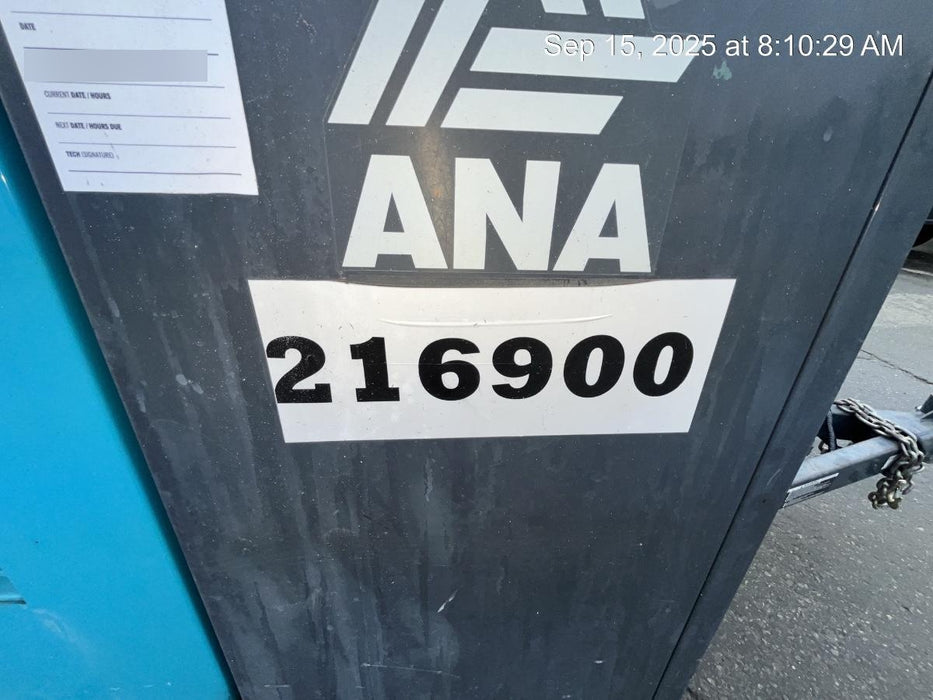 DATE
CURRENT DATE / HOURS
NEXT DATE / HOURS DUE
TECH (SIGNATURE)
Sep 15, 2025 at 8:10:29 AM
ANA
216900